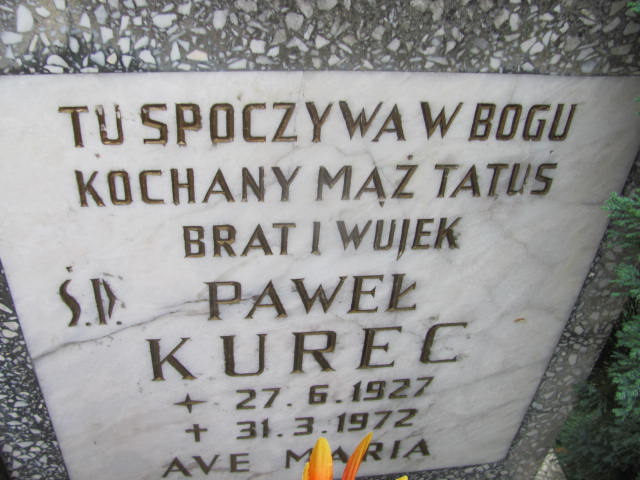 TU SPOCZYWA W BOGU
KOCHANY MĄŻ TATUŚ
BRAT I WUJEK
Ś.P. PAWEŁ
KUREC
27.6.1927
✝ 31.3.1972
AVE MARIA